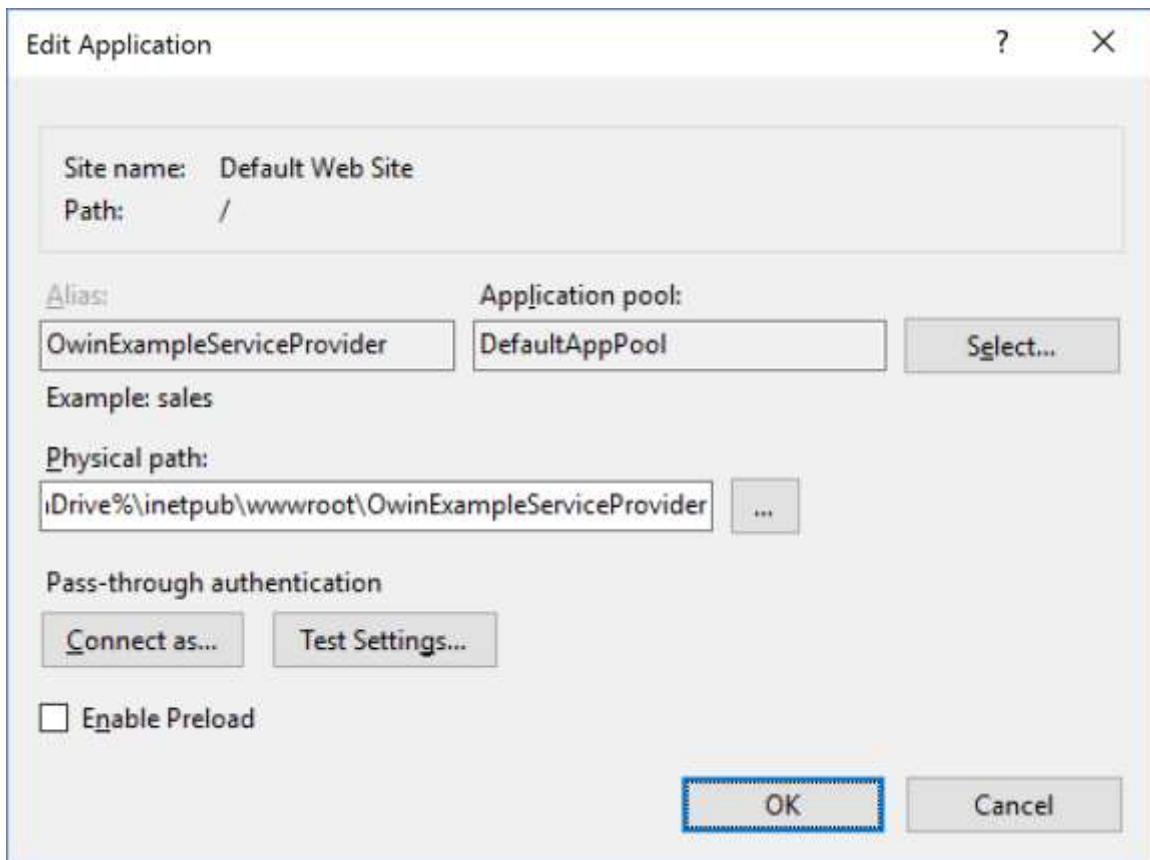 Edit Application ?
Site name: Default Web Site
Path: /
Alias: Application pool:
OwinExampleServiceProvider DefaultAppPool Select...
Example: sales
Physical path:
Drive%\inetpub\wwwroot\OwinExampleServiceProvider ...
Pass-through authentication
Connect as... Test Settings...
Enable Preload
OK Cancel